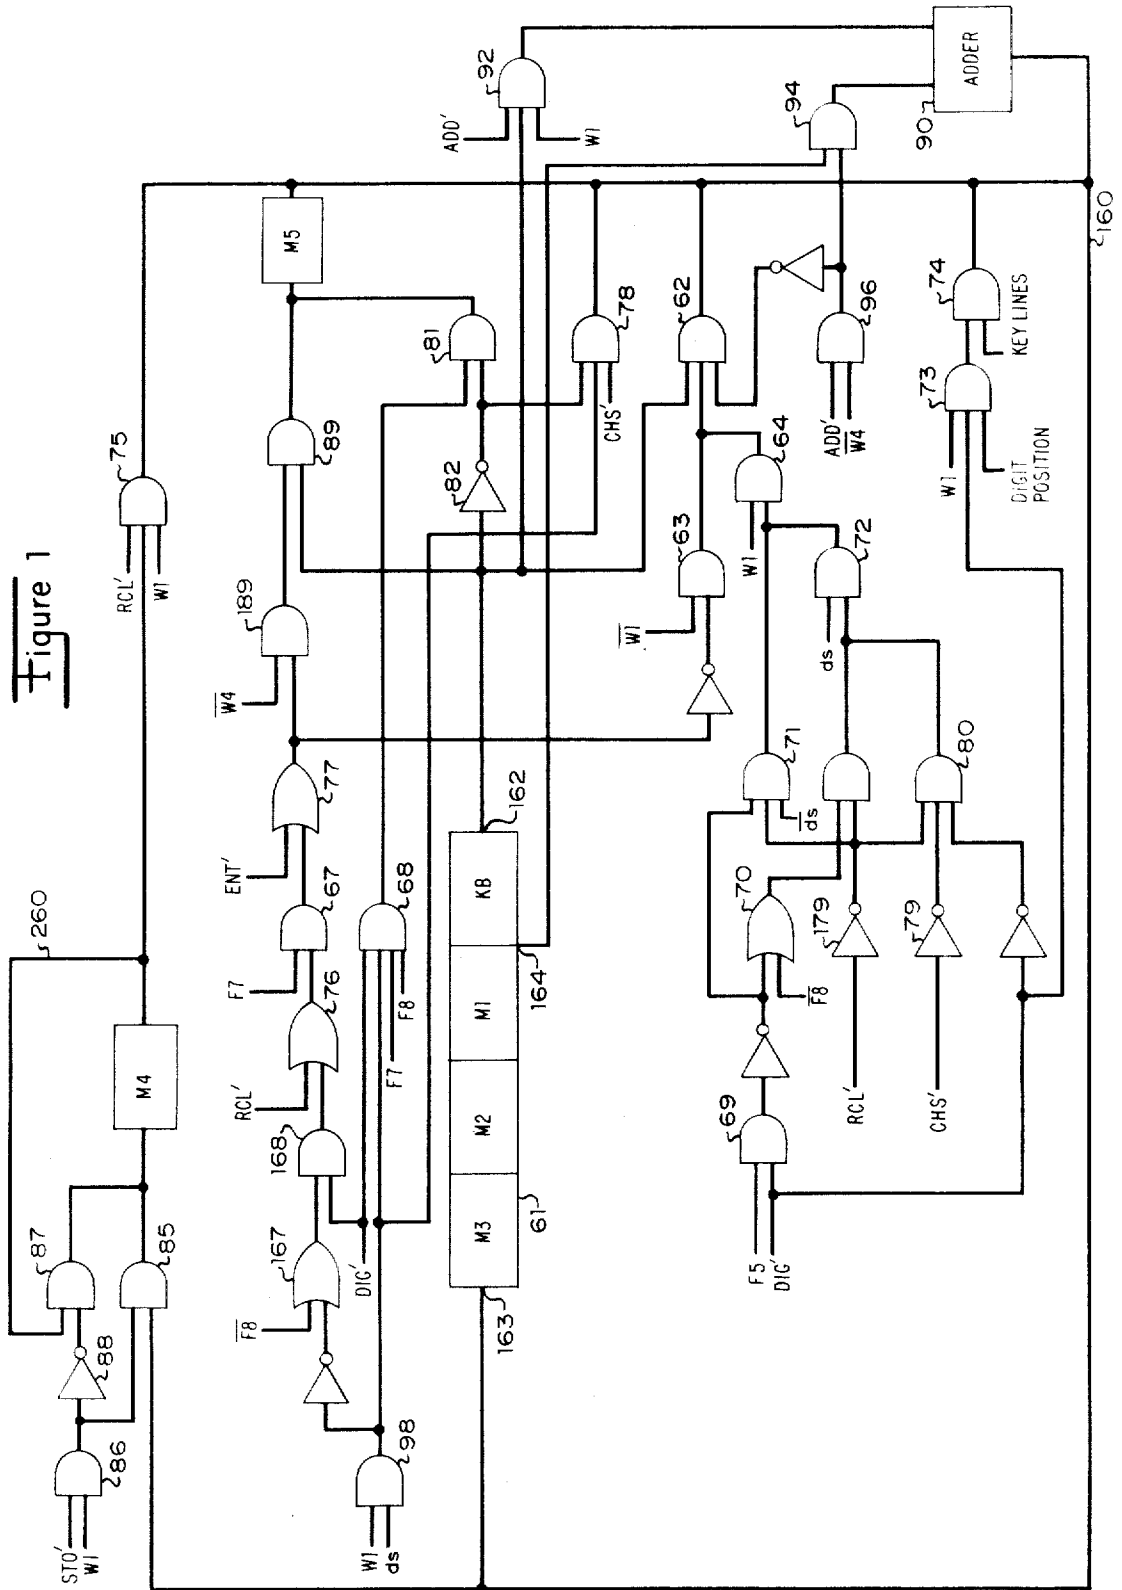 Figure 1
STO'
W1
86
88
87
85
M4
260
RCL'
W1
75
W1
ds
98
F8
167
DIG'
168
RCL'
76
F7
67
F7
F8
68
ENT'
77
W4
189
89
81
82
M5
CHS'
78
ADD'
W1
92
M3
M2
M1
KB
163
61
164
162
W1
63
62
W1
64
ds
72
ADD'
W4
96
94
90
ADDER
F5
DIG'
69
F8
70
71
ds
RCL'
179
CHS'
79
80
W1
DIGIT
POSITION
73
KEY LINES
74
160